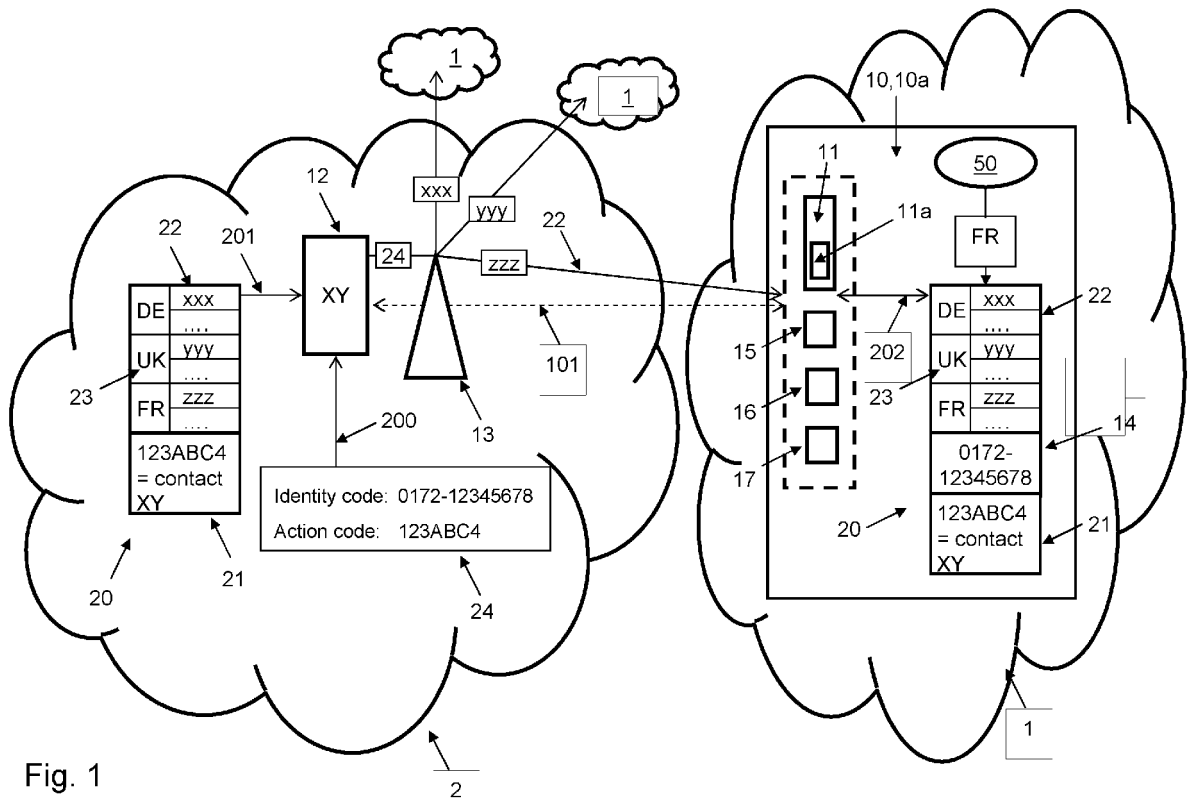 1
1
10,10a
12
xxx
11
50
22
201
24
yyy
zzz
22
11a
FR
XY
DE
xxx
....
UK
yyy
....
FR
zzz
....
123ABC4
= contact
XY
23
101
15
202
DE
xxx
....
UK
yyy
....
FR
zzz
....
22
23
16
14
0172-
12345678
17
200
13
Identity code: 0172-12345678
Action code: 123ABC4
20
123ABC4
= contact
XY
21
20
21
24
1
2
Fig. 1